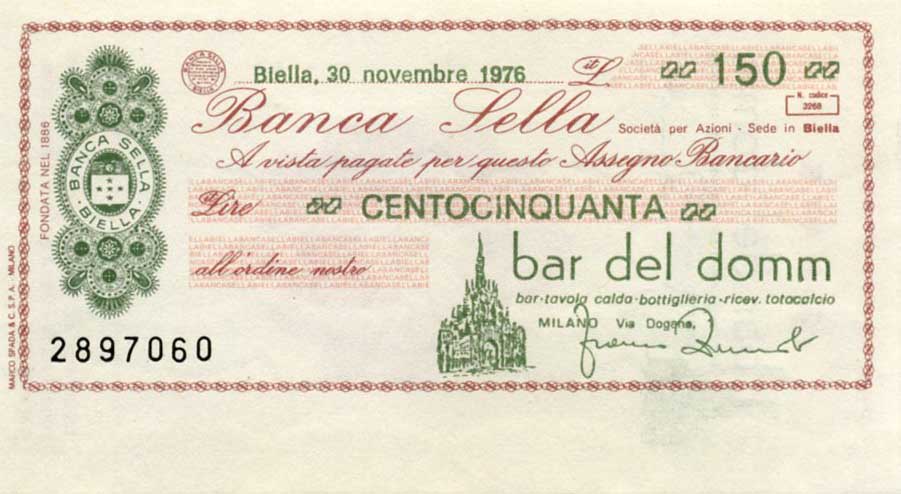 Biella, 30 novembre 1976 it L. 150
N. codice
3268
Banca Sella Società per Azioni - Sede in Biella
A vista pagate per questo Assegno Bancario
Lire CENTOCINQUANTA
all'ordine nostro
bar del domm
bar-tavola calda-bottiglieria-ricev. totocalcio
MILANO Via Dogana,
2897060
FONDATA NEL 1886
BANCA SELLA
BIELLA
MARCO SPADA & C. S.P.A. MILANO